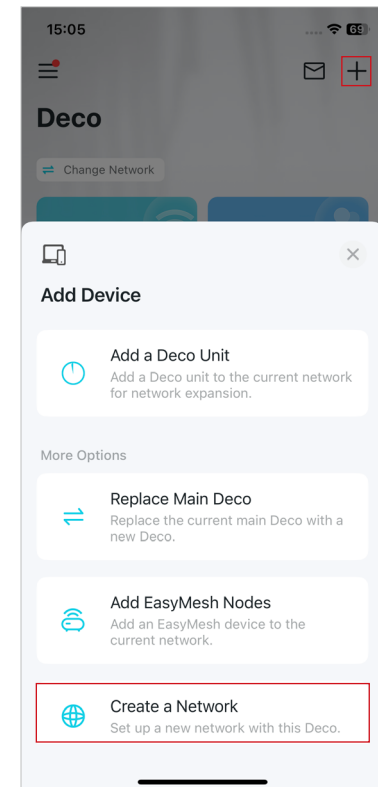 15:05
69
Deco
Change Network
Add Device
Add a Deco Unit
Add a Deco unit to the current network
for network expansion.
More Options
Replace Main Deco
Replace the current main Deco with a
new Deco.
Add EasyMesh Nodes
Add an EasyMesh device to the
current network.
Create a Network
Set up a new network with this Deco.